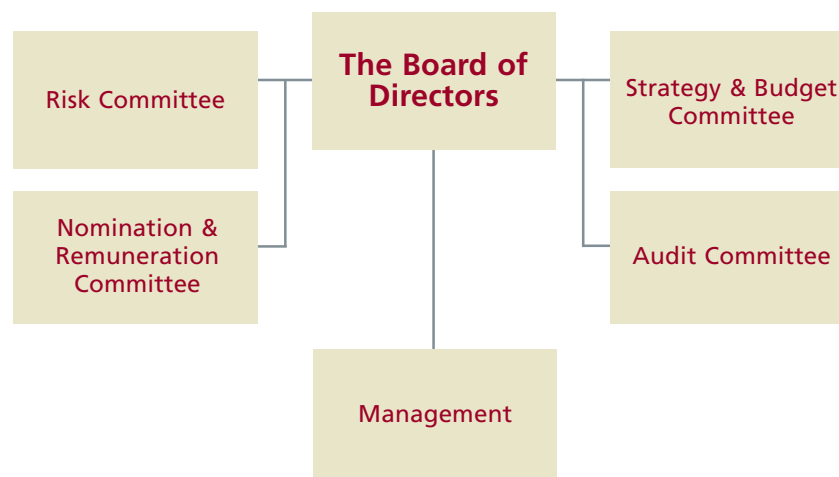 The Board of
Directors
Risk Committee
Strategy & Budget
Committee
Nomination &
Remuneration
Committee
Audit Committee
Management